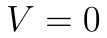 V = 0